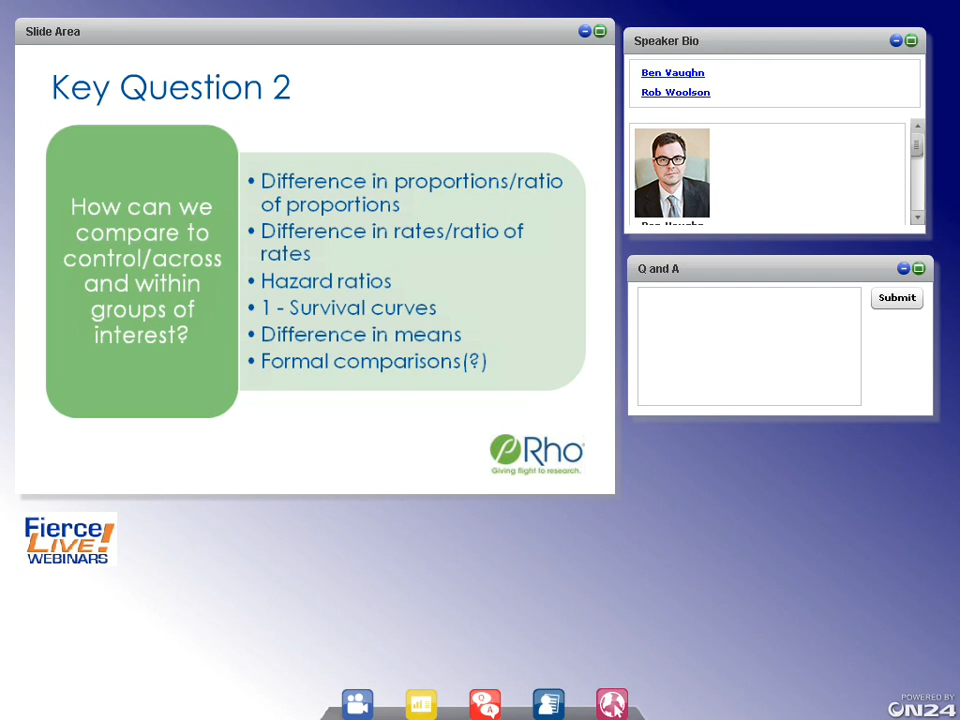 Slide Area
Key Question 2
How can we
compare to
control/across
and within
groups of
interest?
• Difference in proportions/ratio
of proportions
• Difference in rates/ratio of
rates
• Hazard ratios
• 1 - Survival curves
• Difference in means
• Formal comparisons(?)
Rho
Giving flight to research.
Speaker Bio
Ben Vaughn
Rob Woolson
Ben Vaughn
Q and A
Submit
Fierce
LIVE!
WEBINARS
Q
A
POWERED BY
ON24